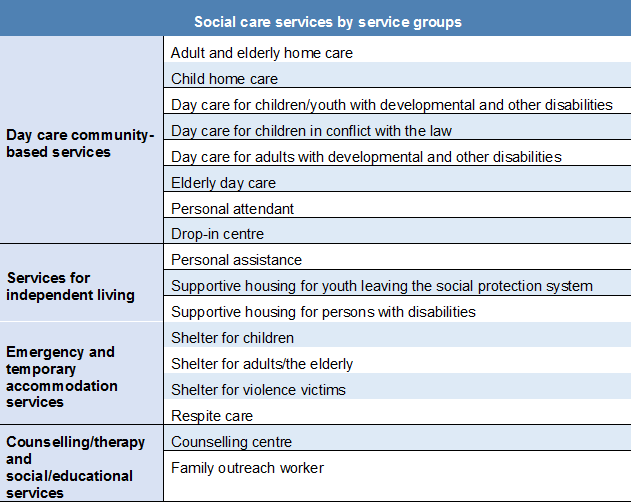 Social care services by service groups
Day care community-
based services
Adult and elderly home care
Child home care
Day care for children/youth with developmental and other disabilities
Day care for children in conflict with the law
Day care for adults with developmental and other disabilities
Elderly day care
Personal attendant
Drop-in centre
Services for
independent living
Personal assistance
Supportive housing for youth leaving the social protection system
Supportive housing for persons with disabilities
Emergency and
temporary
accommodation
services
Shelter for children
Shelter for adults/the elderly
Shelter for violence victims
Respite care
Counselling/therapy
and
social/educational
services
Counselling centre
Family outreach worker